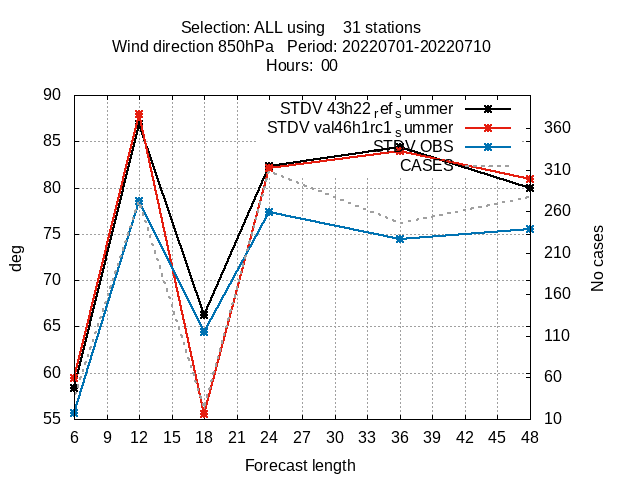 Selection: ALL using    31 stations
Wind direction 850hPa   Period: 20220701-20220710
Hours:  00
90
85
80
75
70
65
60
55
deg
STDV 43h22_ref_summer
STDV val46h1rc1_summer
STDV OBS
CASES
360
310
260
210
160
110
60
10
No cases
6 9 12 15 18 21 24 27 30 33 36 39 42 45 48
Forecast length